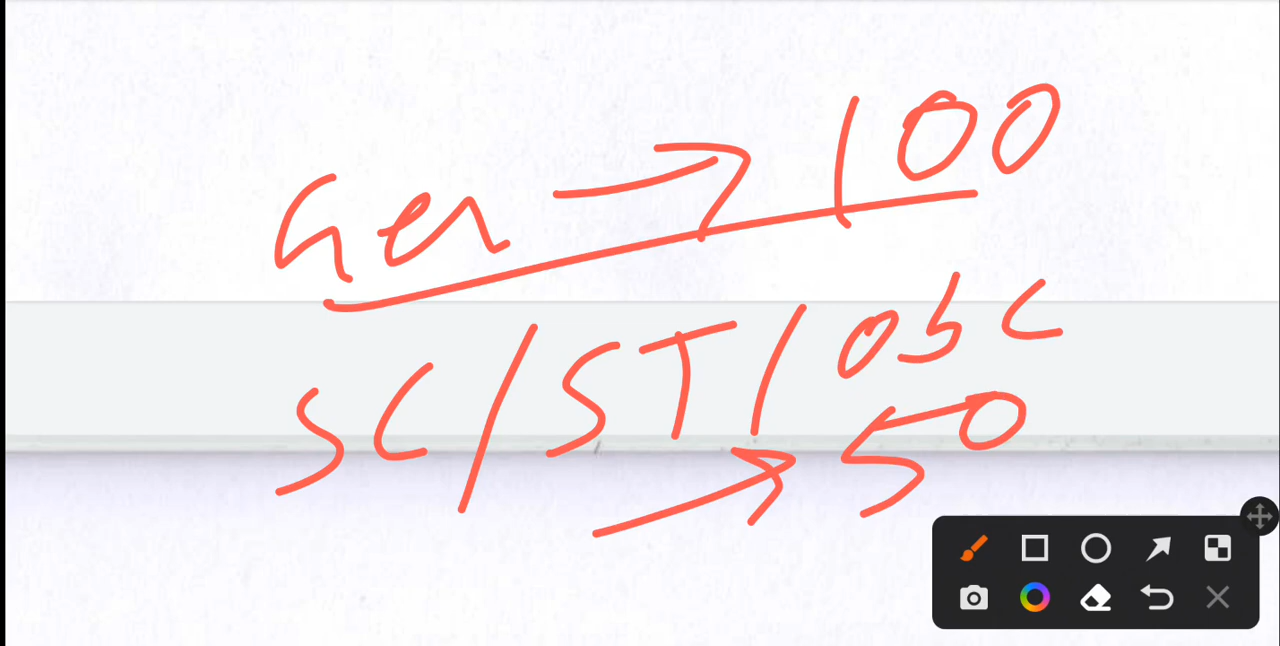 Gen → 100
SC/ST/OBC
→ 50